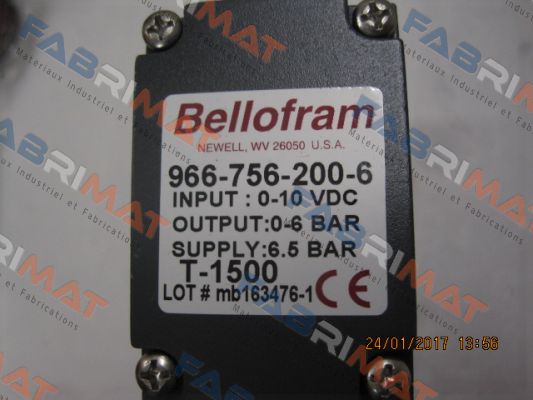 Bellofram
NEWELL, WV 26050 U.S.A.
966-756-200-6
INPUT : 0-10 VDC
OUTPUT:0-6 BAR
SUPPLY:6.5 BAR
T-1500
LOT # mb163476-1 CE
24/01/2017 13:56
FABRIMAT
Materiaux Industriel et Fabrications